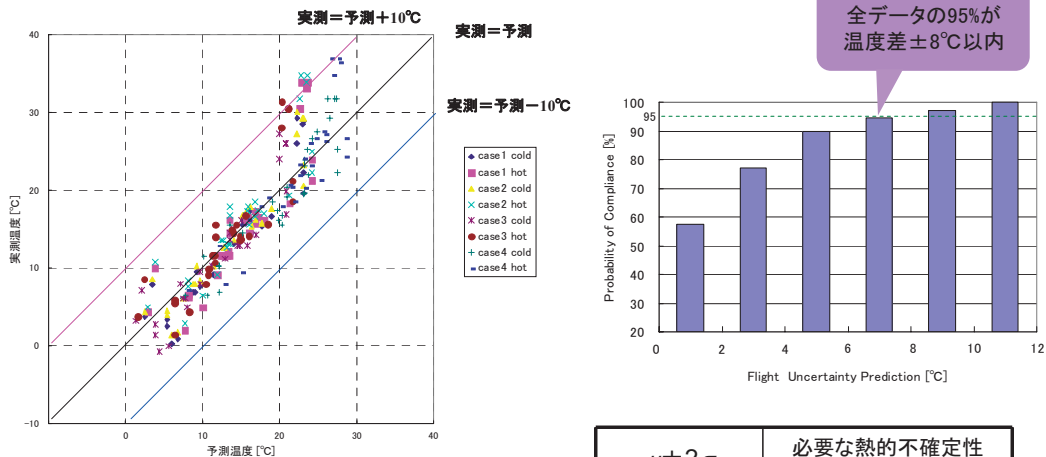 実測＝予測＋10℃
実測＝予測
実測＝予測－10℃
40
30
20
10
0
-10
実測温度 [℃]
0
10
20
30
40
予測温度 [℃]
case1 cold
case1 hot
case2 cold
case2 hot
case3 cold
case3 hot
case4 cold
case4 hot
全データの95%が
温度差±8℃以内
100
95
90
80
70
60
50
40
30
20
Probability of Compliance [%]
0
2
4
6
8
10
12
Flight Uncertainty Prediction [℃]
必要な熱的不確定性